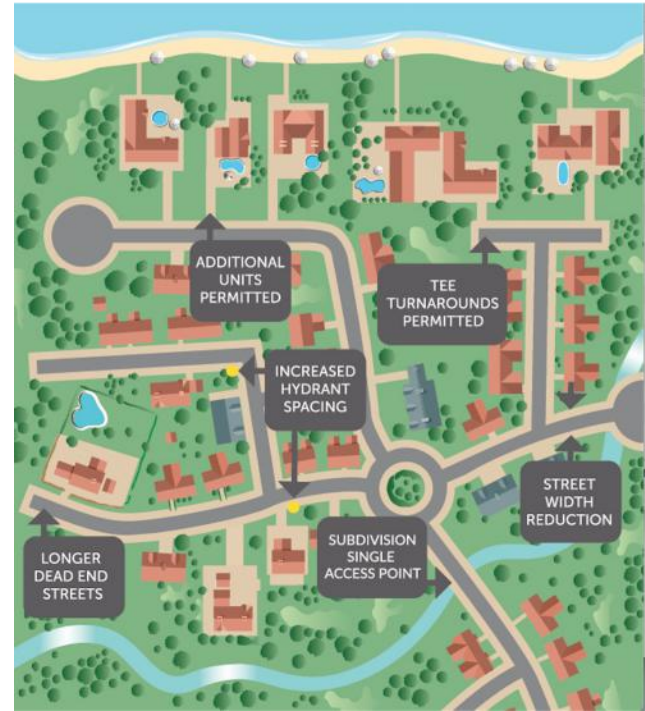 ADDITIONAL
UNITS
PERMITTED
TEE
TURNAROUNDS
PERMITTED
INCREASED
HYDRANT
SPACING
STREET
WIDTH
REDUCTION
SUBDIVISION
SINGLE
ACCESS POINT
LONGER
DEAD END
STREETS